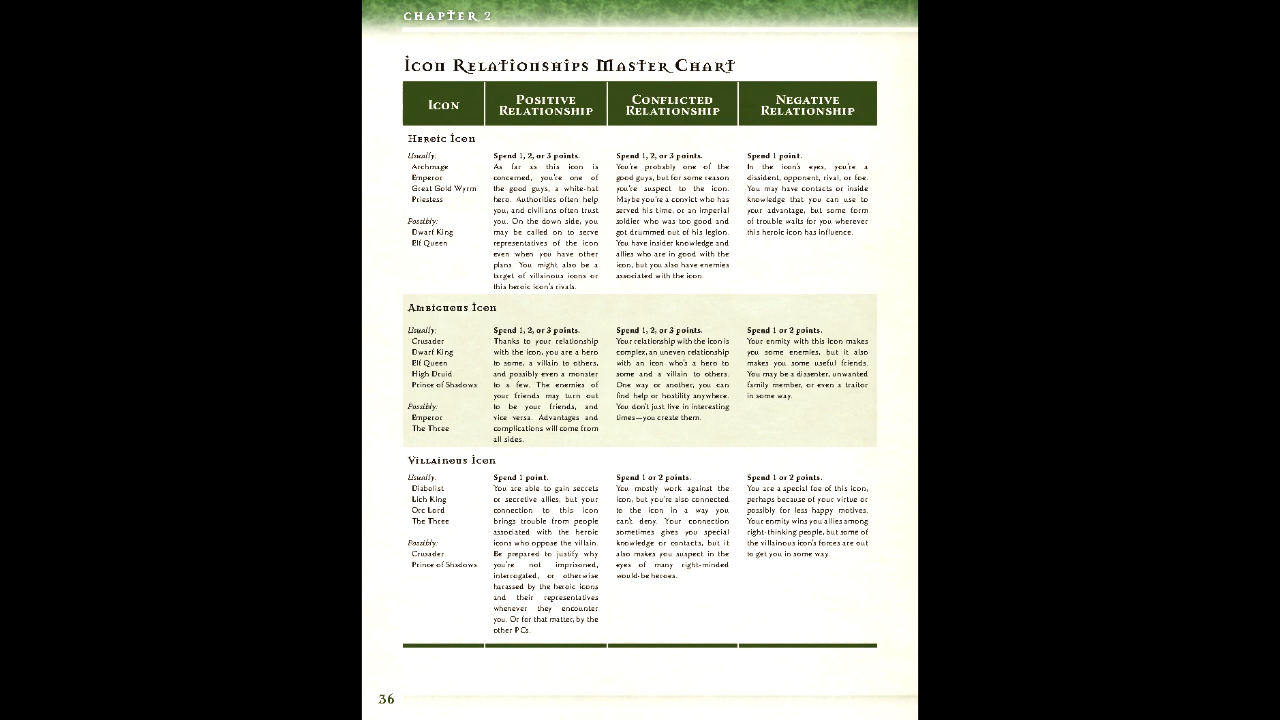 CHAPTER 2
Icon Relationships Master Chart
Icon
Positive
Relationship
Conflicted
Relationship
Negative
Relationship
Heroic Icon
Usually:
Archmage
Emperor
Great Gold Wyrm
Priestess
Possibly:
Dwarf King
Elf Queen
Spend 1, 2, or 3 points.
As far as this icon is
concerned, you're one of
the good guys, a white-hat
hero. Authorities often help
you, and civilians often trust
you. On the down side, you
may be called on to serve
representatives of the icon
even when you have other
plans. You might also be a
target of villainous icons or
this heroic icon's rivals.
Spend 1, 2, or 3 points.
You're probably one of the
good guys, but for some reason
you're suspect to the icon.
Maybe you're a convict who has
served his time, or an imperial
soldier who was too good and
got drummed out of his legion.
You have insider knowledge and
allies who are in good with the
icon, but you also have enemies
associated with the icon.
Spend 1 point.
In the icon's eyes, you're a
dissident, opponent, rival, or foe.
You may have contacts or inside
knowledge that you can use to
your advantage, but some form
of trouble waits for you wherever
this heroic icon has influence.
Ambiguous Icon
Usually:
Crusader
Dwarf King
Elf Queen
High Druid
Prince of Shadows
Possibly:
Emperor
The Three
Spend 1, 2, or 3 points.
Thanks to your relationship
with the icon, you are a hero
to some, a villain to others,
and possibly even a monster
to a few. The enemies of
your friends may turn out
to be your friends, and
vice versa. Advantages and
complications will come from
all sides.
Spend 1, 2, or 3 points.
Your relationship with the icon is
complex, an uneven relationship
with an icon who's a hero to
some and a villain to others.
One way or another, you can
find help or hostility anywhere.
You don't just live in interesting
times—you create them.
Spend 1 or 2 points.
Your enmity with this icon makes
you some enemies, but it also
makes you some useful friends.
You may be a dissenter, unwanted
family member, or even a traitor
in some way.
Villainous Icon
Usually:
Diabolist
Lich King
Orc Lord
The Three
Possibly:
Crusader
Prince of Shadows
Spend 1 point.
You are able to gain secrets
or secretive allies, but your
connection to this icon
brings trouble from people
associated with the heroic
icons who oppose the villain.
Be prepared to justify why
you're not imprisoned,
interrogated, or otherwise
harassed by the heroic icons
and their representatives
whenever they encounter
you. Or for that matter, by the
other PCs.
Spend 1 or 2 points.
You mostly work against the
icon, but you're also connected
to the icon in a way you
can't deny. Your connection
sometimes gives you special
knowledge or contacts, but it
also makes you suspect in the
eyes of many right-minded
would-be heroes.
Spend 1 or 2 points.
You are a special foe of this icon,
perhaps because of your virtue or
possibly for less happy motives.
Your enmity wins you allies among
right-thinking people, but some of
the villainous icon's forces are out
to get you in some way.
36